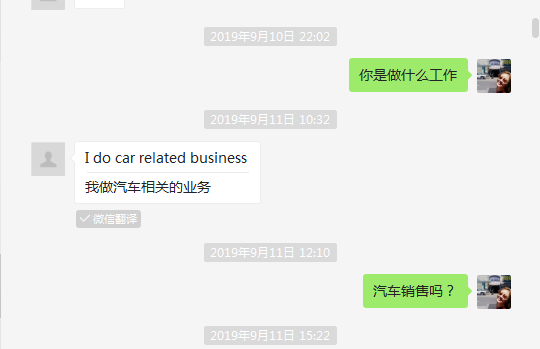 2019年9月10日 22:02
你是做什么工作
2019年9月11日 10:32
I do car related business
我做汽车相关的业务
微信翻译
2019年9月11日 12:10
汽车销售吗？
2019年9月11日 15:22